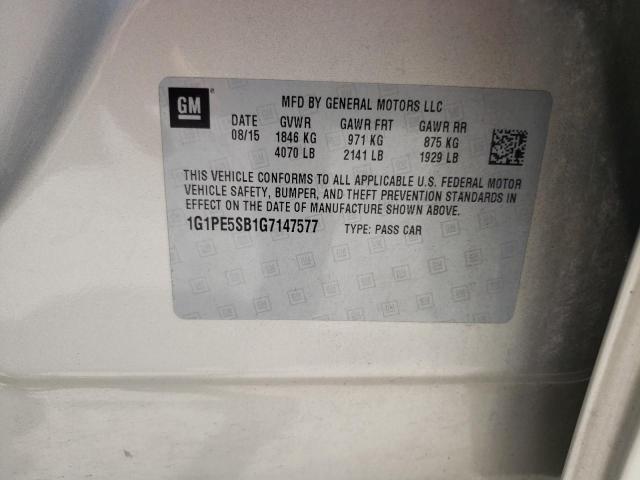 GM
MFD BY GENERAL MOTORS LLC
DATE GVWR GAWR FRT GAWR RR
08/15 1846 KG 971 KG 875 KG
4070 LB 2141 LB 1929 LB
THIS VEHICLE CONFORMS TO ALL APPLICABLE U.S. FEDERAL MOTOR
VEHICLE SAFETY, BUMPER, AND THEFT PREVENTION STANDARDS IN
EFFECT ON THE DATE OF MANUFACTURE SHOWN ABOVE.
1G1PE5SB1G7147577 TYPE: PASS CAR